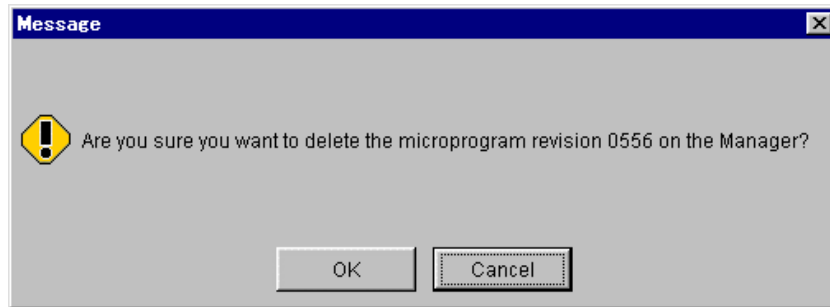 Message
Are you sure you want to delete the microprogram revision 0556 on the Manager?
OK
Cancel